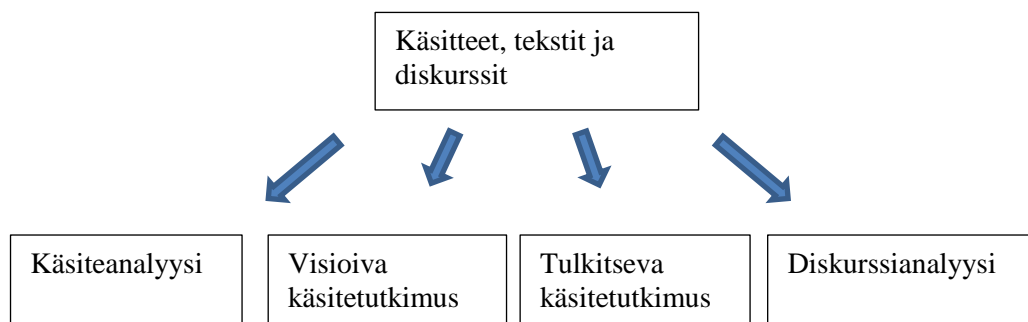 Käsitteet, tekstit ja
diskurssit
Käsiteanalyysi
Visioiva
käsitetutkimus
Tulkitseva
käsitetutkimus
Diskurssianalyysi